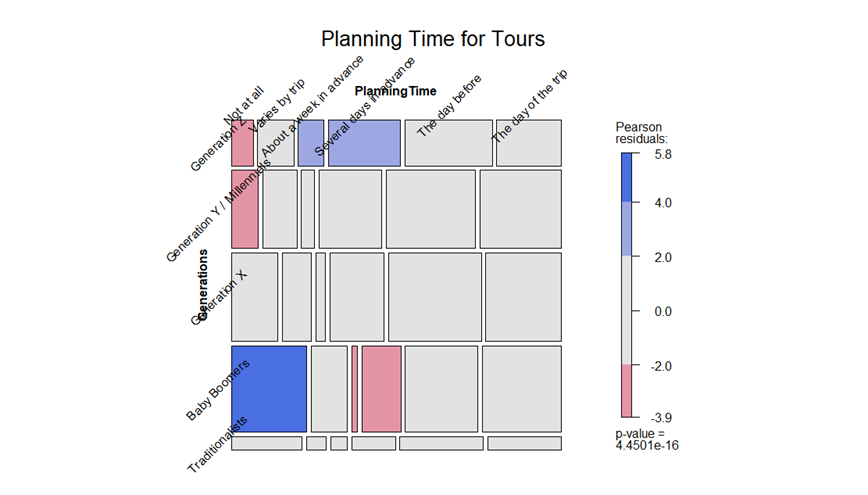 Planning Time for Tours
PlanningTime
Not at all
Varies by trip
About a week in advance
Several days in advance
The day before
The day of the trip
Generations
Generation Z
Generation Y / Millennials
Generation X
Baby Boomers
Traditionalists
Pearson
residuals:
5.8
4.0
2.0
0.0
-2.0
-3.9
p-value =
4.4501e-16